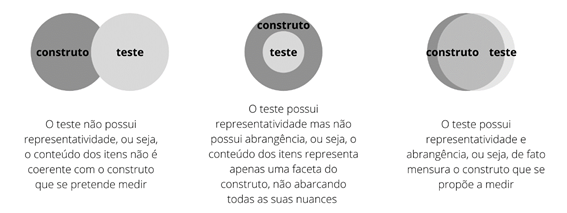 construto teste
O teste não possui
representatividade, ou seja,
o conteúdo dos itens não é
coerente com o construto
que se pretende medir
construto
teste
O teste possui
representatividade mas não
possui abrangência, ou seja, o
conteúdo dos itens representa
apenas uma faceta do
construto, não abarcando
todas as suas nuances
construto teste
O teste possui
representatividade e
abrangência, ou seja, de fato
mensura o construto que se
propõe a medir